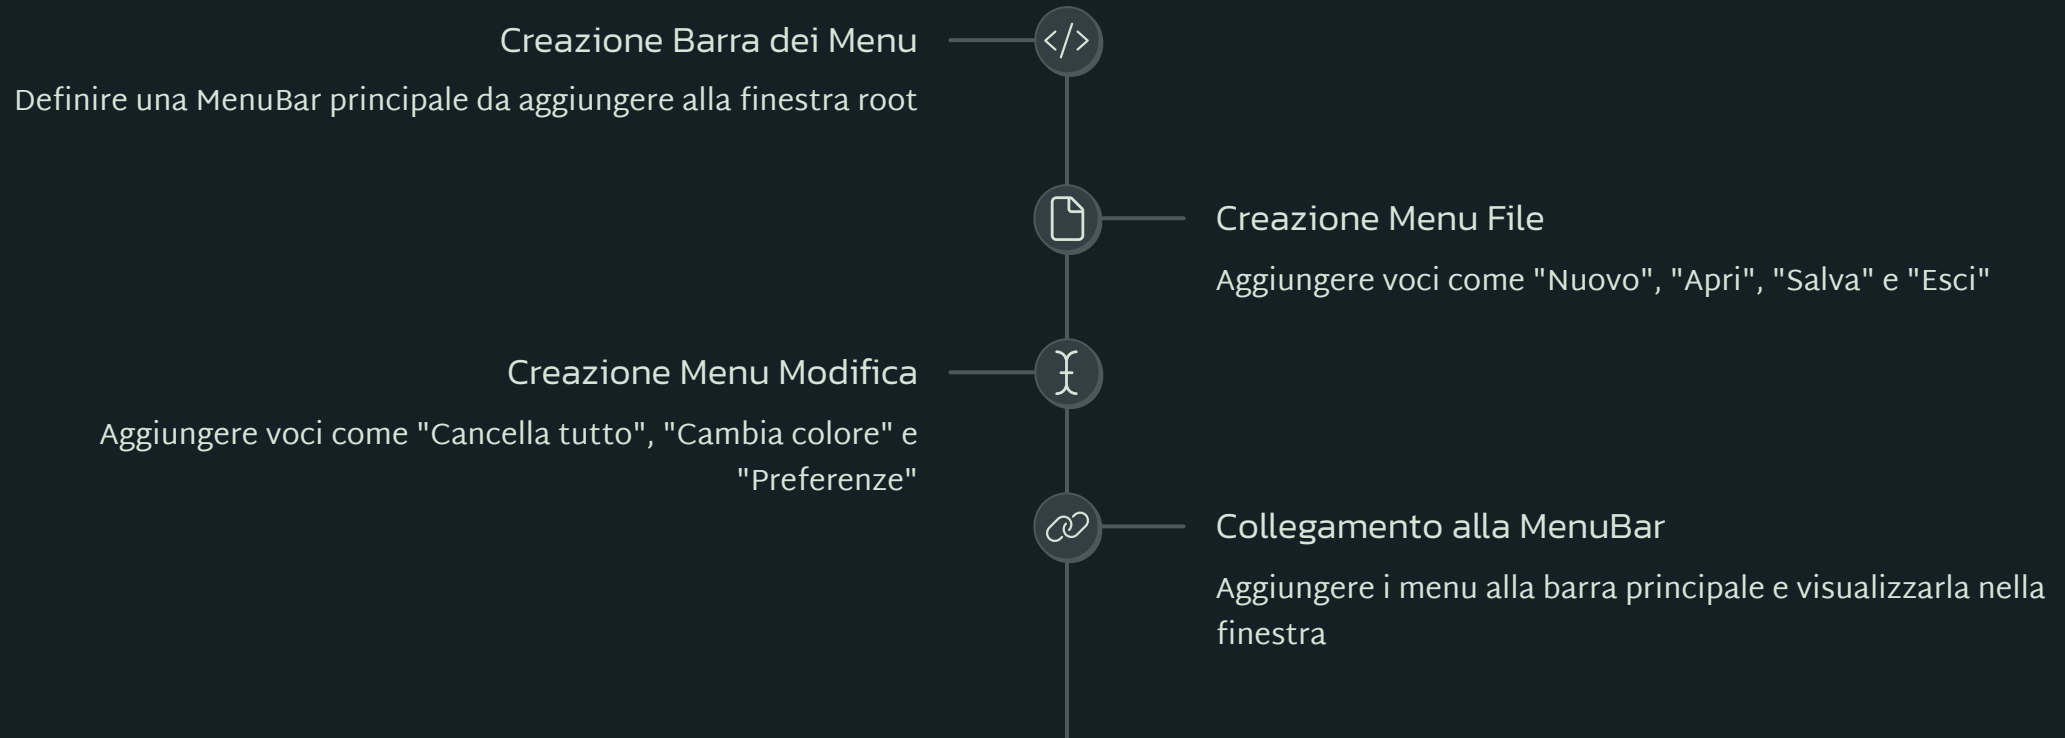 Creazione Barra dei Menu
Definire una MenuBar principale da aggiungere alla finestra root
Creazione Menu File
Aggiungere voci come "Nuovo", "Apri", "Salva" e "Esci"
Creazione Menu Modifica
Aggiungere voci come "Cancella tutto", "Cambia colore" e
"Preferenze"
Collegamento alla MenuBar
Aggiungere i menu alla barra principale e visualizzarla nella
finestra